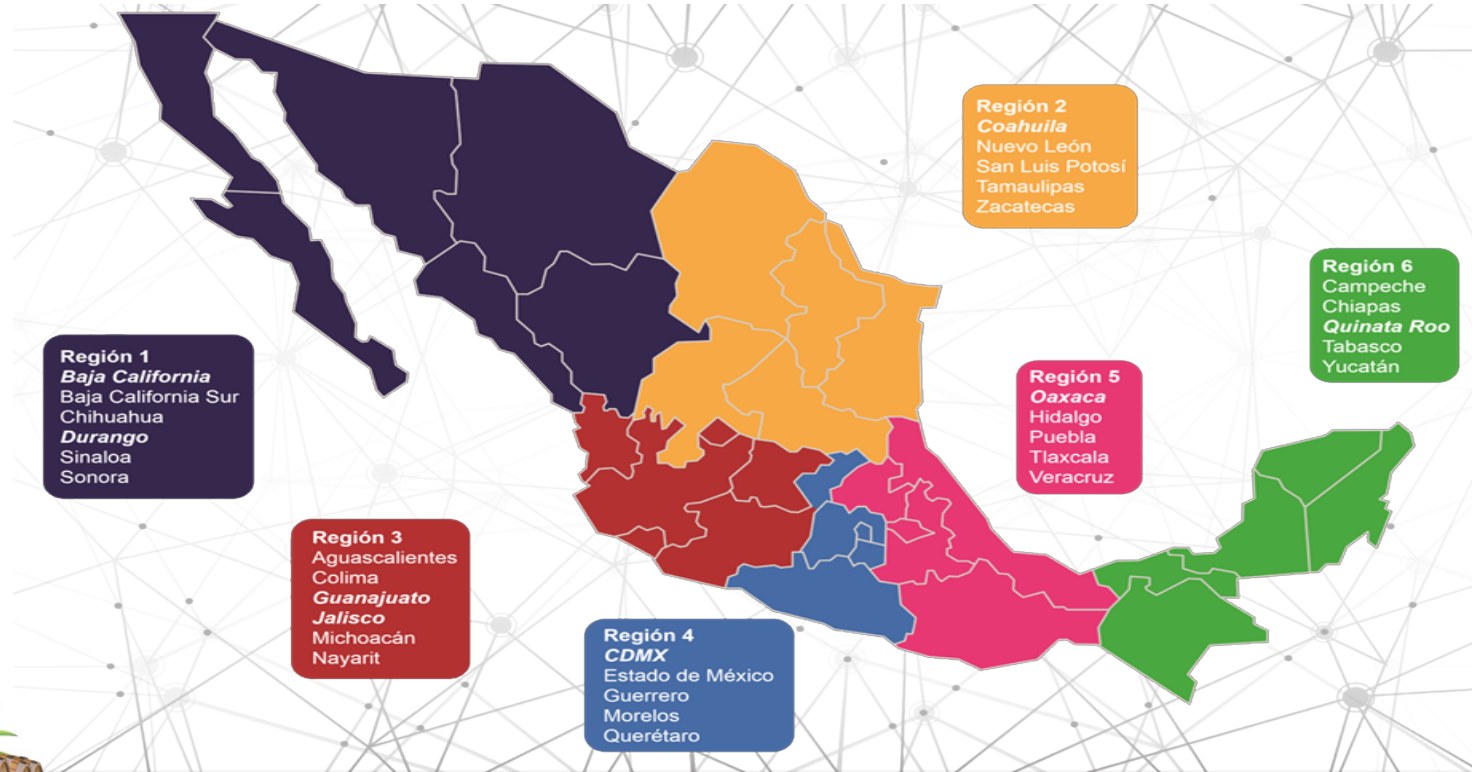 Región 1
Baja California
Baja California Sur
Chihuahua
Durango
Sinaloa
Sonora
Región 2
Coahuila
Nuevo León
San Luis Potosí
Tamaulipas
Zacatecas
Región 3
Aguascalientes
Colima
Guanajuato
Jalisco
Michoacán
Nayarit
Región 4
CDMX
Estado de México
Guerrero
Morelos
Querétaro
Región 5
Oaxaca
Hidalgo
Puebla
Tlaxcala
Veracruz
Región 6
Campeche
Chiapas
Quinata Roo
Tabasco
Yucatán